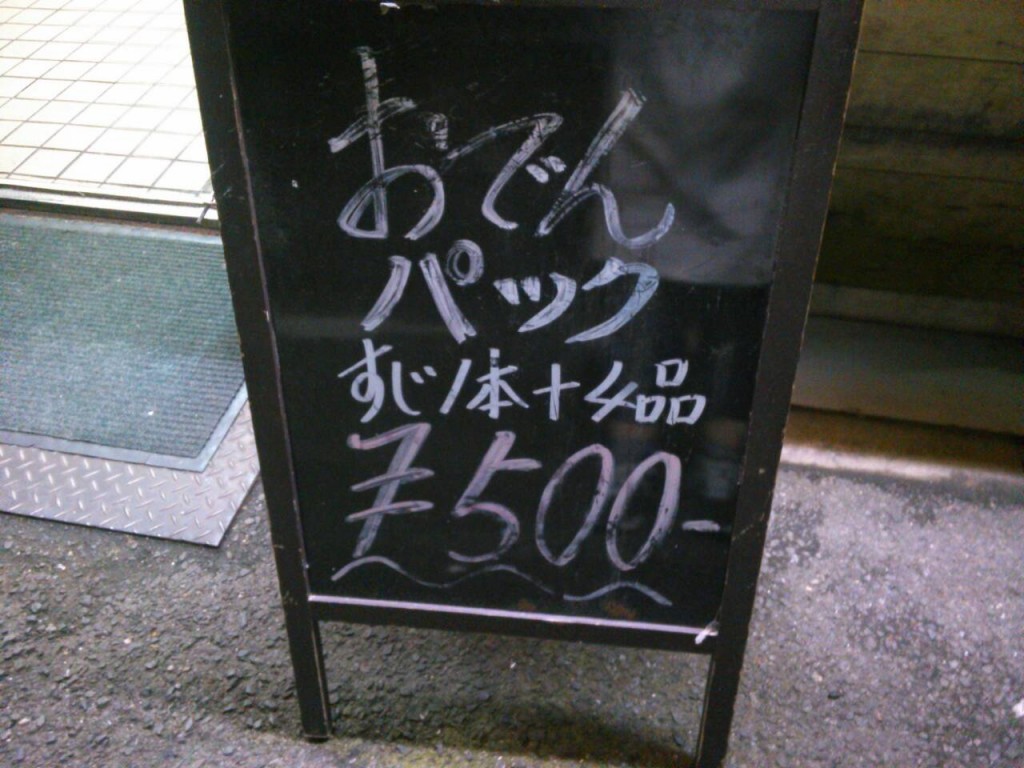 おでん
パック
すじ1本+4品
¥500-